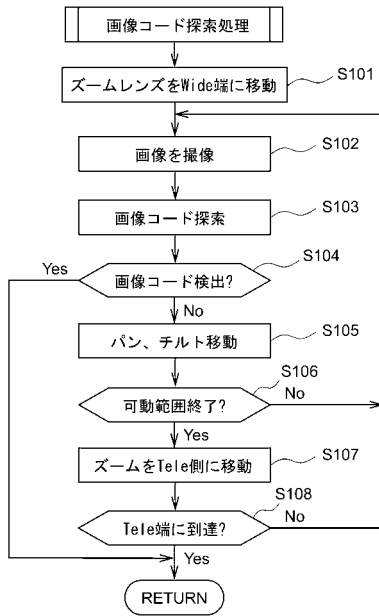 画像コード探索処理
ズームレンズをWide端に移動
S101
画像を撮像
S102
画像コード探索
S103
画像コード検出?
S104
Yes
No
パン、チルト移動
S105
可動範囲終了?
S106
No
Yes
ズームをTele側に移動
S107
Tele端に到達?
S108
No
Yes
RETURN